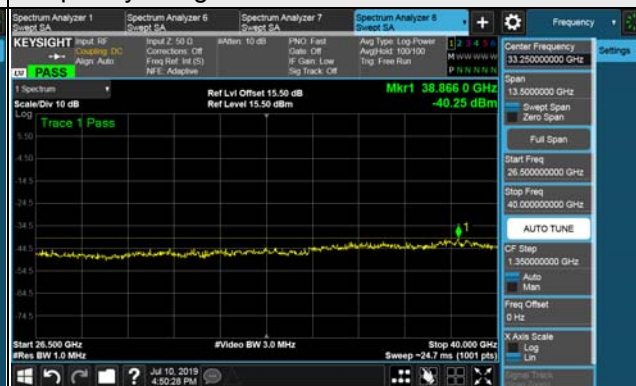 Spectrum Analyzer 1
Swept SA
Spectrum Analyzer 6
Swept SA
Spectrum Analyzer 7
Swept SA
Spectrum Analyzer 8
Swept SA
+
Frequency
KEYSIGHT
Input: RF
Coupling: DC
Align: Auto
Input Z: 50 Ω
Corrections: Off
Freq Ref: Int (S)
NFE: Adaptive
#Atten: 10 dB
PNO: Fast
Gate: Off
IF Gain: Low
Sig Track: Off
Avg Type: Log-Power
Avg|Hold: 100/100
Trig: Free Run
1 2 3 4 5 6
M W W W W W
P N N N N N
PASS
1 Spectrum
Scale/Div 10 dB
Log
Ref Lvl Offset 15.50 dB
Ref Level 15.50 dBm
Mkr1 38.866 0 GHz
-40.25 dBm
Trace 1 Pass
5.50
-4.50
-14.5
-24.5
-34.5
-44.5
-54.5
-64.5
-74.5
1
Start 26.500 GHz
#Res BW 1.0 MHz
#Video BW 3.0 MHz
Stop 40.000 GHz
Sweep ~24.7 ms (1001 pts)
Jul 10, 2019
4:50:28 PM
?
Center Frequency
33.250000000 GHz
Settings
Span
13.5000000 GHz
Swept Span
Zero Span
Full Span
Start Freq
26.500000000 GHz
Stop Freq
40.000000000 GHz
AUTO TUNE
CF Step
1.350000000 GHz
Auto
Man
Freq Offset
0 Hz
X Axis Scale
Log
Lin
Signal Track